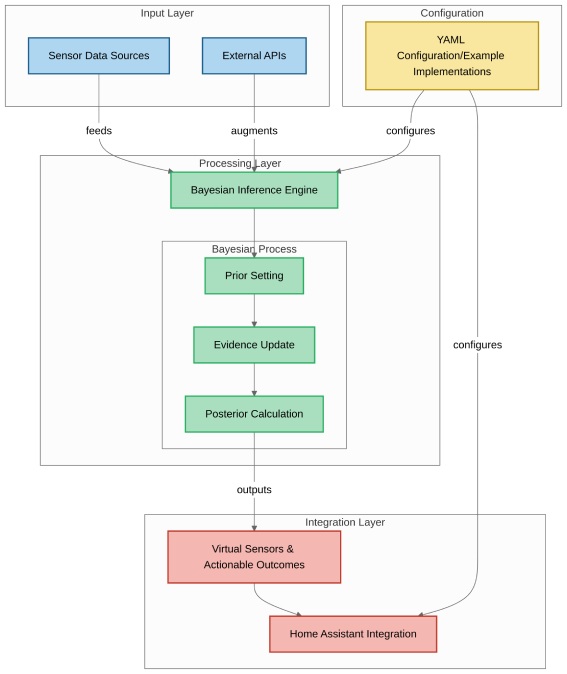 Input Layer
Configuration
Sensor Data Sources
External APIs
YAML
Configuration/Example
Implementations
feeds
augments
configures
Processing Layer
Bayesian Inference Engine
Bayesian Process
Prior Setting
Evidence Update
configures
Posterior Calculation
outputs
Integration Layer
Virtual Sensors &
Actionable Outcomes
Home Assistant Integration